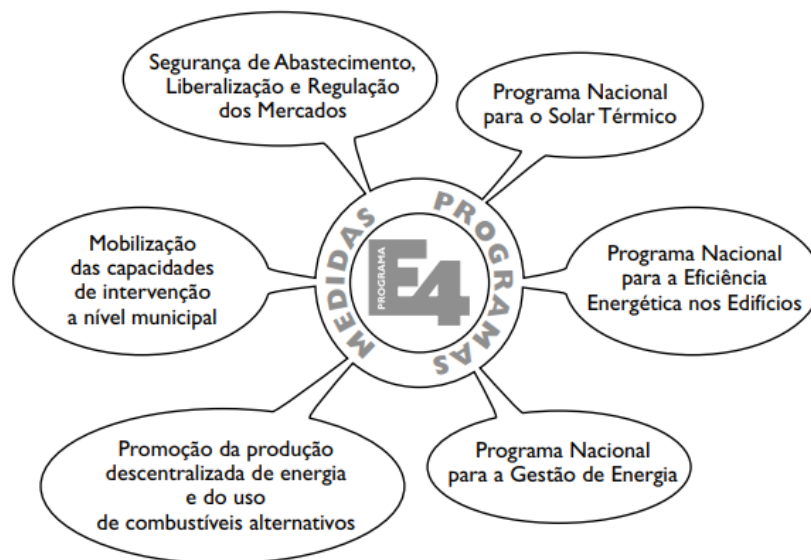 Segurança de Abastecimento,
Liberalização e Regulação
dos Mercados
Programa Nacional
para o Solar Térmico
Mobilização
das capacidades
de intervenção
a nível municipal
MEDIDAS
PROGRAMAS
PROGRAMA
E4
Programa Nacional
para a Eficiência
Energética nos Edifícios
Promoção da produção
descentralizada de energia
e do uso
de combustíveis alternativos
Programa Nacional
para a Gestão de Energia